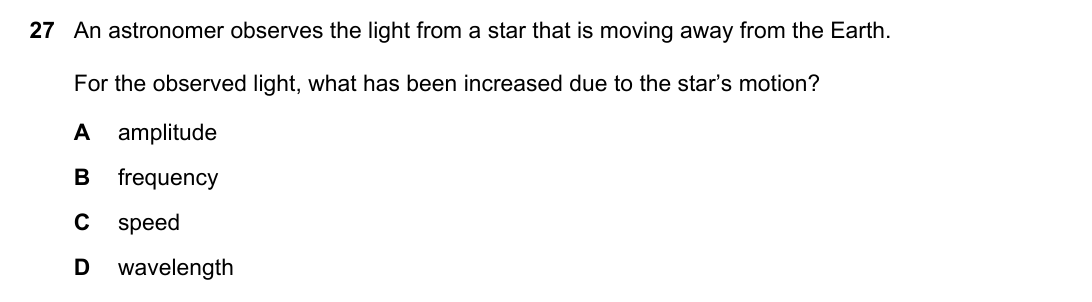 27 An astronomer observes the light from a star that is moving away from the Earth.
For the observed light, what has been increased due to the star’s motion?
A amplitude
B frequency
C speed
D wavelength